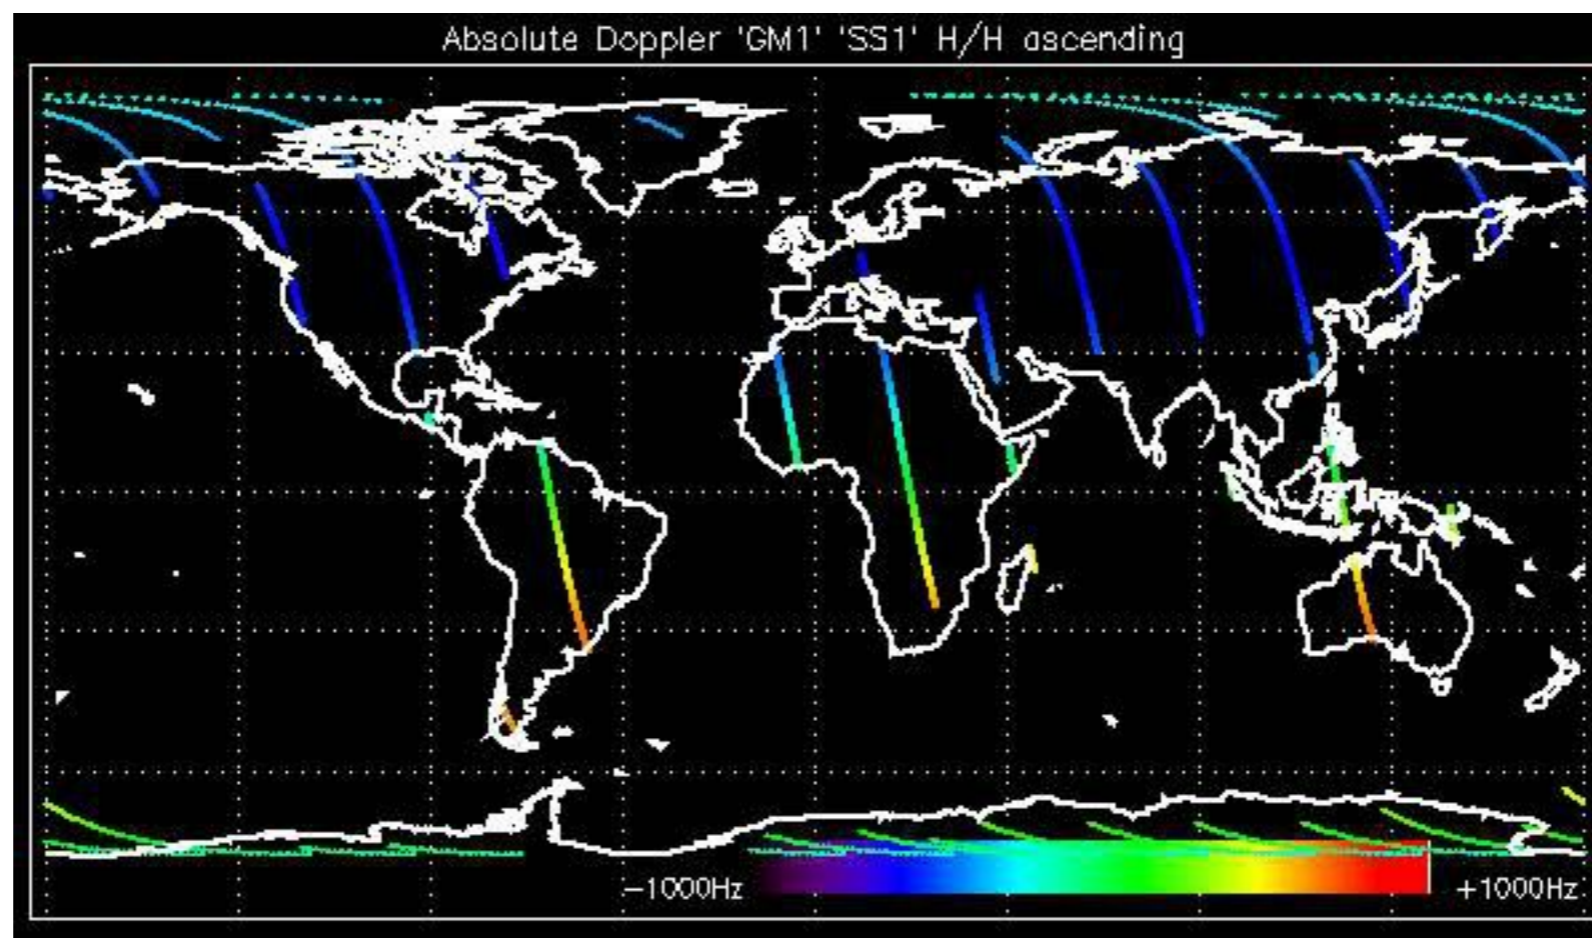 Absolute Doppler 'GM1' 'SS1' H/H ascending
-1000Hz
+1000Hz